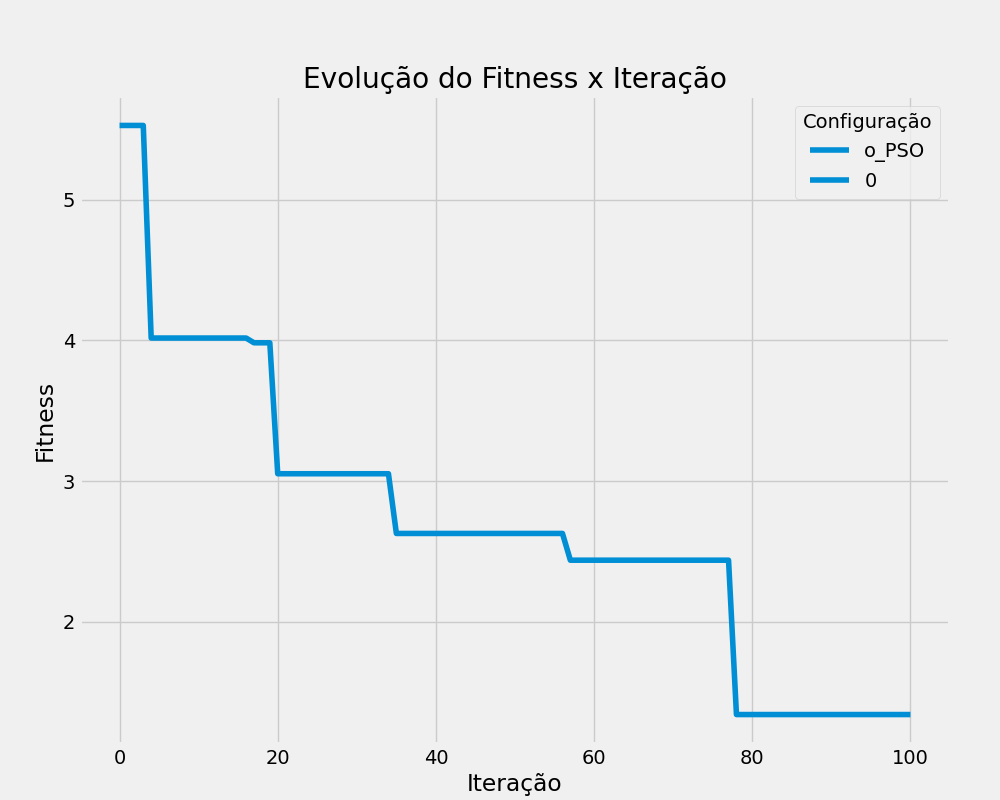 Evolução do Fitness x Iteração
Configuração
o_PSO
0
5
4
3
2
Fitness
0 20 40 60 80 100
Iteração